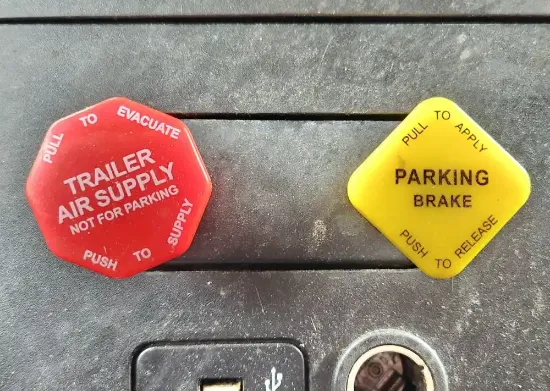 PULL TO EVACUATE
TRAILER
AIR SUPPLY
NOT FOR PARKING
PUSH TO SUPPLY
PULL TO APPLY
PARKING
BRAKE
PUSH TO RELEASE